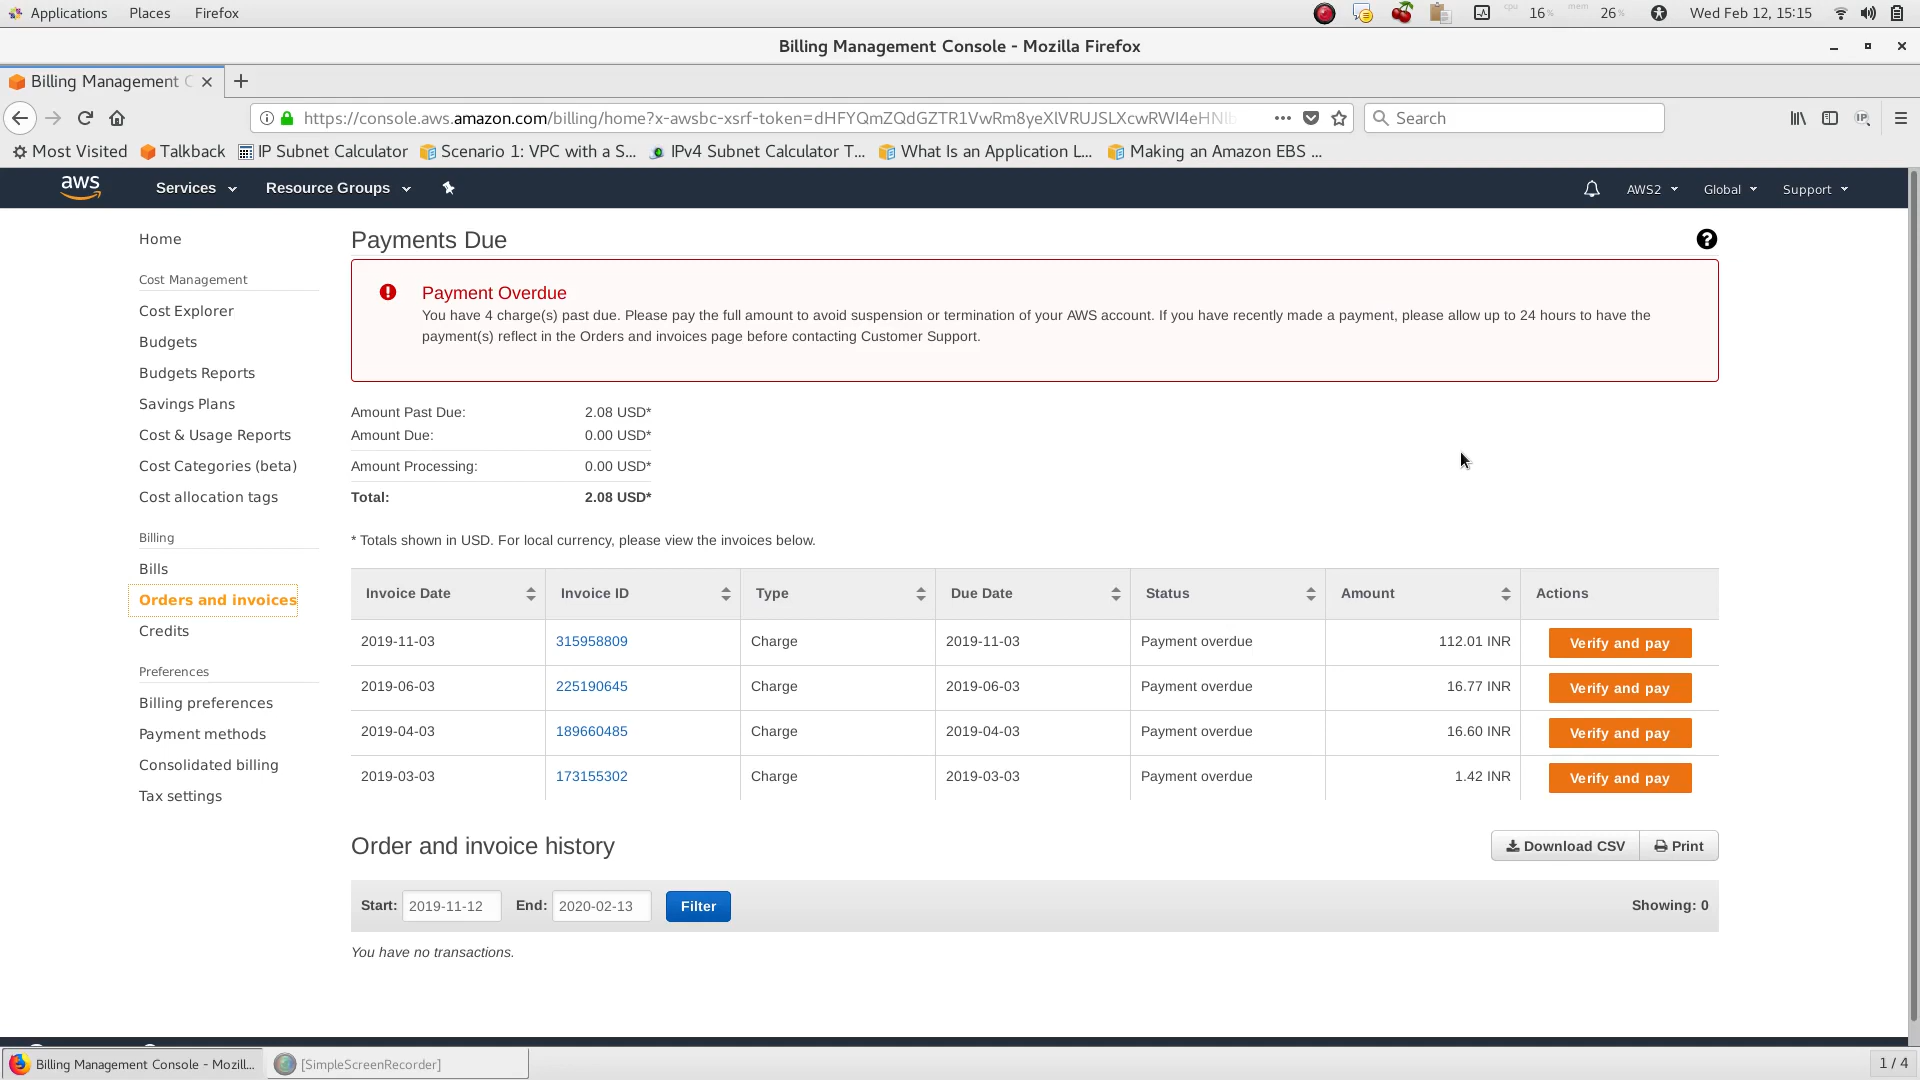 Applications Places Firefox
cpu 16% mem 26% Wed Feb 12, 15:15
Billing Management Console - Mozilla Firefox
Billing Management C
https://console.aws.amazon.com/billing/home?x-awsbc-xsrf-token=dHFYQmZQdGZTR1VwRm8yeXlVRUJSLXcwRWI4eHNl
Search
Most Visited Talkback IP Subnet Calculator Scenario 1: VPC with a S... IPv4 Subnet Calculator T... What Is an Application L... Making an Amazon EBS ...
aws Services Resource Groups AWS2 Global Support
Home
Cost Management
Cost Explorer
Budgets
Budgets Reports
Savings Plans
Cost & Usage Reports
Cost Categories (beta)
Cost allocation tags
Billing
Bills
Orders and invoices
Credits
Preferences
Billing preferences
Payment methods
Consolidated billing
Tax settings
Payments Due
Payment Overdue
You have 4 charge(s) past due. Please pay the full amount to avoid suspension or termination of your AWS account. If you have recently made a payment, please allow up to 24 hours to have the
payment(s) reflect in the Orders and invoices page before contacting Customer Support.
Amount Past Due: 2.08 USD*
Amount Due: 0.00 USD*
Amount Processing: 0.00 USD*
Total: 2.08 USD*
* Totals shown in USD. For local currency, please view the invoices below.
Invoice Date Invoice ID Type Due Date Status Amount Actions
2019-11-03 315958809 Charge 2019-11-03 Payment overdue 112.01 INR Verify and pay
2019-06-03 225190645 Charge 2019-06-03 Payment overdue 16.77 INR Verify and pay
2019-04-03 189660485 Charge 2019-04-03 Payment overdue 16.60 INR Verify and pay
2019-03-03 173155302 Charge 2019-03-03 Payment overdue 1.42 INR Verify and pay
Order and invoice history
Download CSV Print
Start: 2019-11-12 End: 2020-02-13 Filter Showing: 0
You have no transactions.
Billing Management Console - Mozill... [SimpleScreenRecorder] 1 / 4